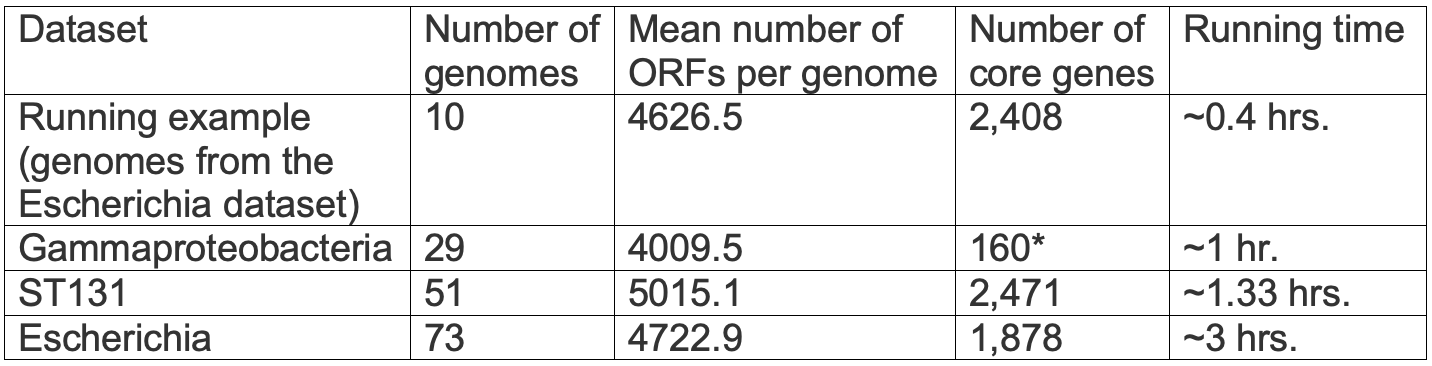 Dataset Number of genomes Mean number of ORFs per genome Number of core genes Running time
Running example (genomes from the Escherichia dataset) 10 4626.5 2,408 ~0.4 hrs.
Gammaproteobacteria 29 4009.5 160* ~1 hr.
ST131 51 5015.1 2,471 ~1.33 hrs.
Escherichia 73 4722.9 1,878 ~3 hrs.